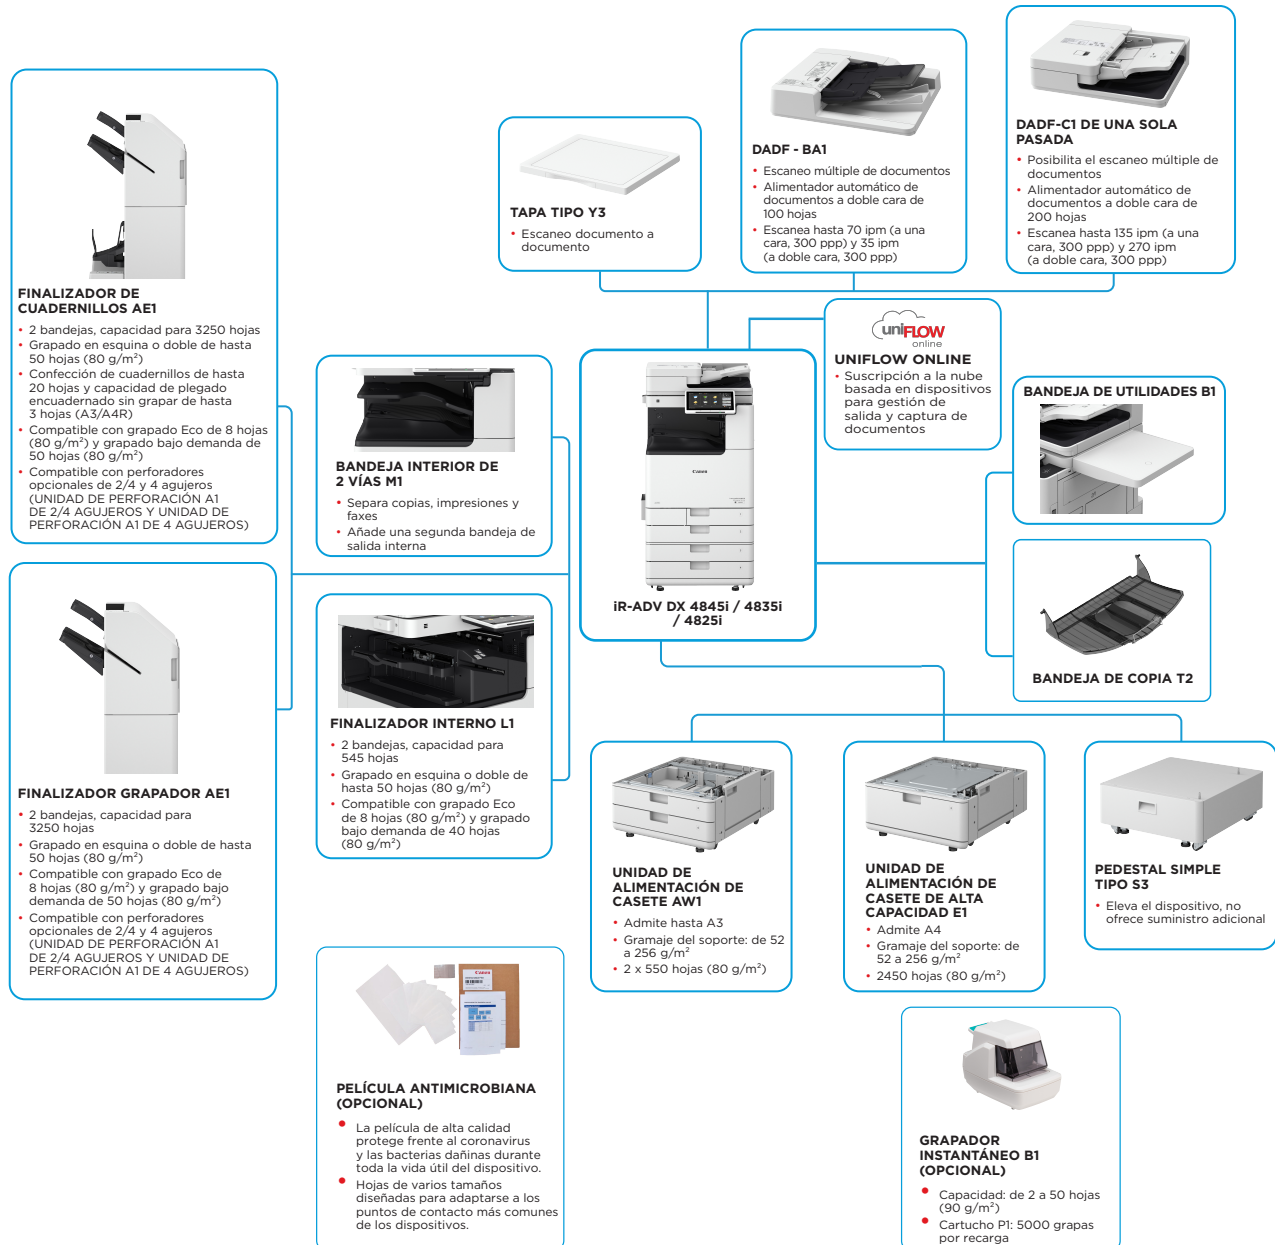 FINALIZADOR DE
CUADERNILLOS AE1
• 2 bandejas, capacidad para 3250 hojas
• Grapado en esquina o doble de hasta
50 hojas (80 g/m²)
• Confección de cuadernillos de hasta
20 hojas y capacidad de plegado
encuadernado sin grapar de hasta
3 hojas (A3/A4R)
• Compatible con grapado Eco de 8 hojas
(80 g/m²) y grapado bajo demanda de
50 hojas (80 g/m²)
• Compatible con perforadores
opcionales de 2/4 y 4 agujeros
(UNIDAD DE PERFORACIÓN A1
DE 2/4 AGUJEROS Y UNIDAD DE
PERFORACIÓN A1 DE 4 AGUJEROS)
FINALIZADOR GRAPADOR AE1
• 2 bandejas, capacidad para
3250 hojas
• Grapado en esquina o doble de hasta
50 hojas (80 g/m²)
• Compatible con grapado Eco de
8 hojas (80 g/m²) y grapado bajo
demanda de 50 hojas (80 g/m²)
• Compatible con perforadores
opcionales de 2/4 y 4 agujeros
(UNIDAD DE PERFORACIÓN A1
DE 2/4 AGUJEROS Y UNIDAD DE
PERFORACIÓN A1 DE 4 AGUJEROS)
BANDEJA INTERIOR DE
2 VÍAS M1
• Separa copias, impresiones y
faxes
• Añade una segunda bandeja de
salida interna
FINALIZADOR INTERNO L1
• 2 bandejas, capacidad para
545 hojas
• Grapado en esquina o doble de
hasta 50 hojas (80 g/m²)
• Compatible con grapado Eco
de 8 hojas (80 g/m²) y grapado
bajo demanda de 40 hojas
(80 g/m²)
TAPA TIPO Y3
• Escaneo documento a
documento
DADF - BA1
• Escaneo múltiple de documentos
• Alimentador automático de
documentos a doble cara de
100 hojas
• Escaneo hasta 70 ipm (a una
cara, 300 ppp) y 35 ipm
(a doble cara, 300 ppp)
DADF-C1 DE UNA SOLA
PASADA
• Posibilita el escaneo múltiple de
documentos
• Alimentador automático de
documentos a doble cara de
200 hojas
• Escanea hasta 135 ipm (a una
cara, 300 ppp) y 270 ipm
(a doble cara, 300 ppp)
uniFLOW
online
UNIFLOW ONLINE
• Suscripción a la nube
basada en dispositivos
para gestión de
salida y captura de
documentos
Canon
iR-ADV DX 4845i / 4835i
/ 4825i
BANDEJA DE UTILIDADES B1
BANDEJA DE COPIA T2
UNIDAD DE
ALIMENTACIÓN DE
CASETE AW1
• Admite hasta A3
• Gramaje del soporte: de 52
a 256 g/m²
• 2 x 550 hojas (80 g/m²)
UNIDAD DE
ALIMENTACIÓN DE
CASETE DE ALTA
CAPACIDAD E1
• Admite A4
• Gramaje del soporte: de
52 a 256 g/m²
• 2450 hojas (80 g/m²)
PEDESTAL SIMPLE
TIPO S3
• Eleva el dispositivo, no
ofrece suministro adicional
Canon
PELÍCULA ANTIMICROBIANA
(OPCIONAL)
• La película de alta calidad
protege frente al coronavirus
y las bacterias dañinas durante
toda la vida útil del dispositivo.
• Hojas de varios tamaños
diseñadas para adaptarse a los
puntos de contacto más comunes
de los dispositivos.
GRAPADOR
INSTANTÁNEO B1
(OPCIONAL)
• Capacidad: de 2 a 50 hojas
(90 g/m²)
• Cartucho P1: 5000 grapas
por recarga